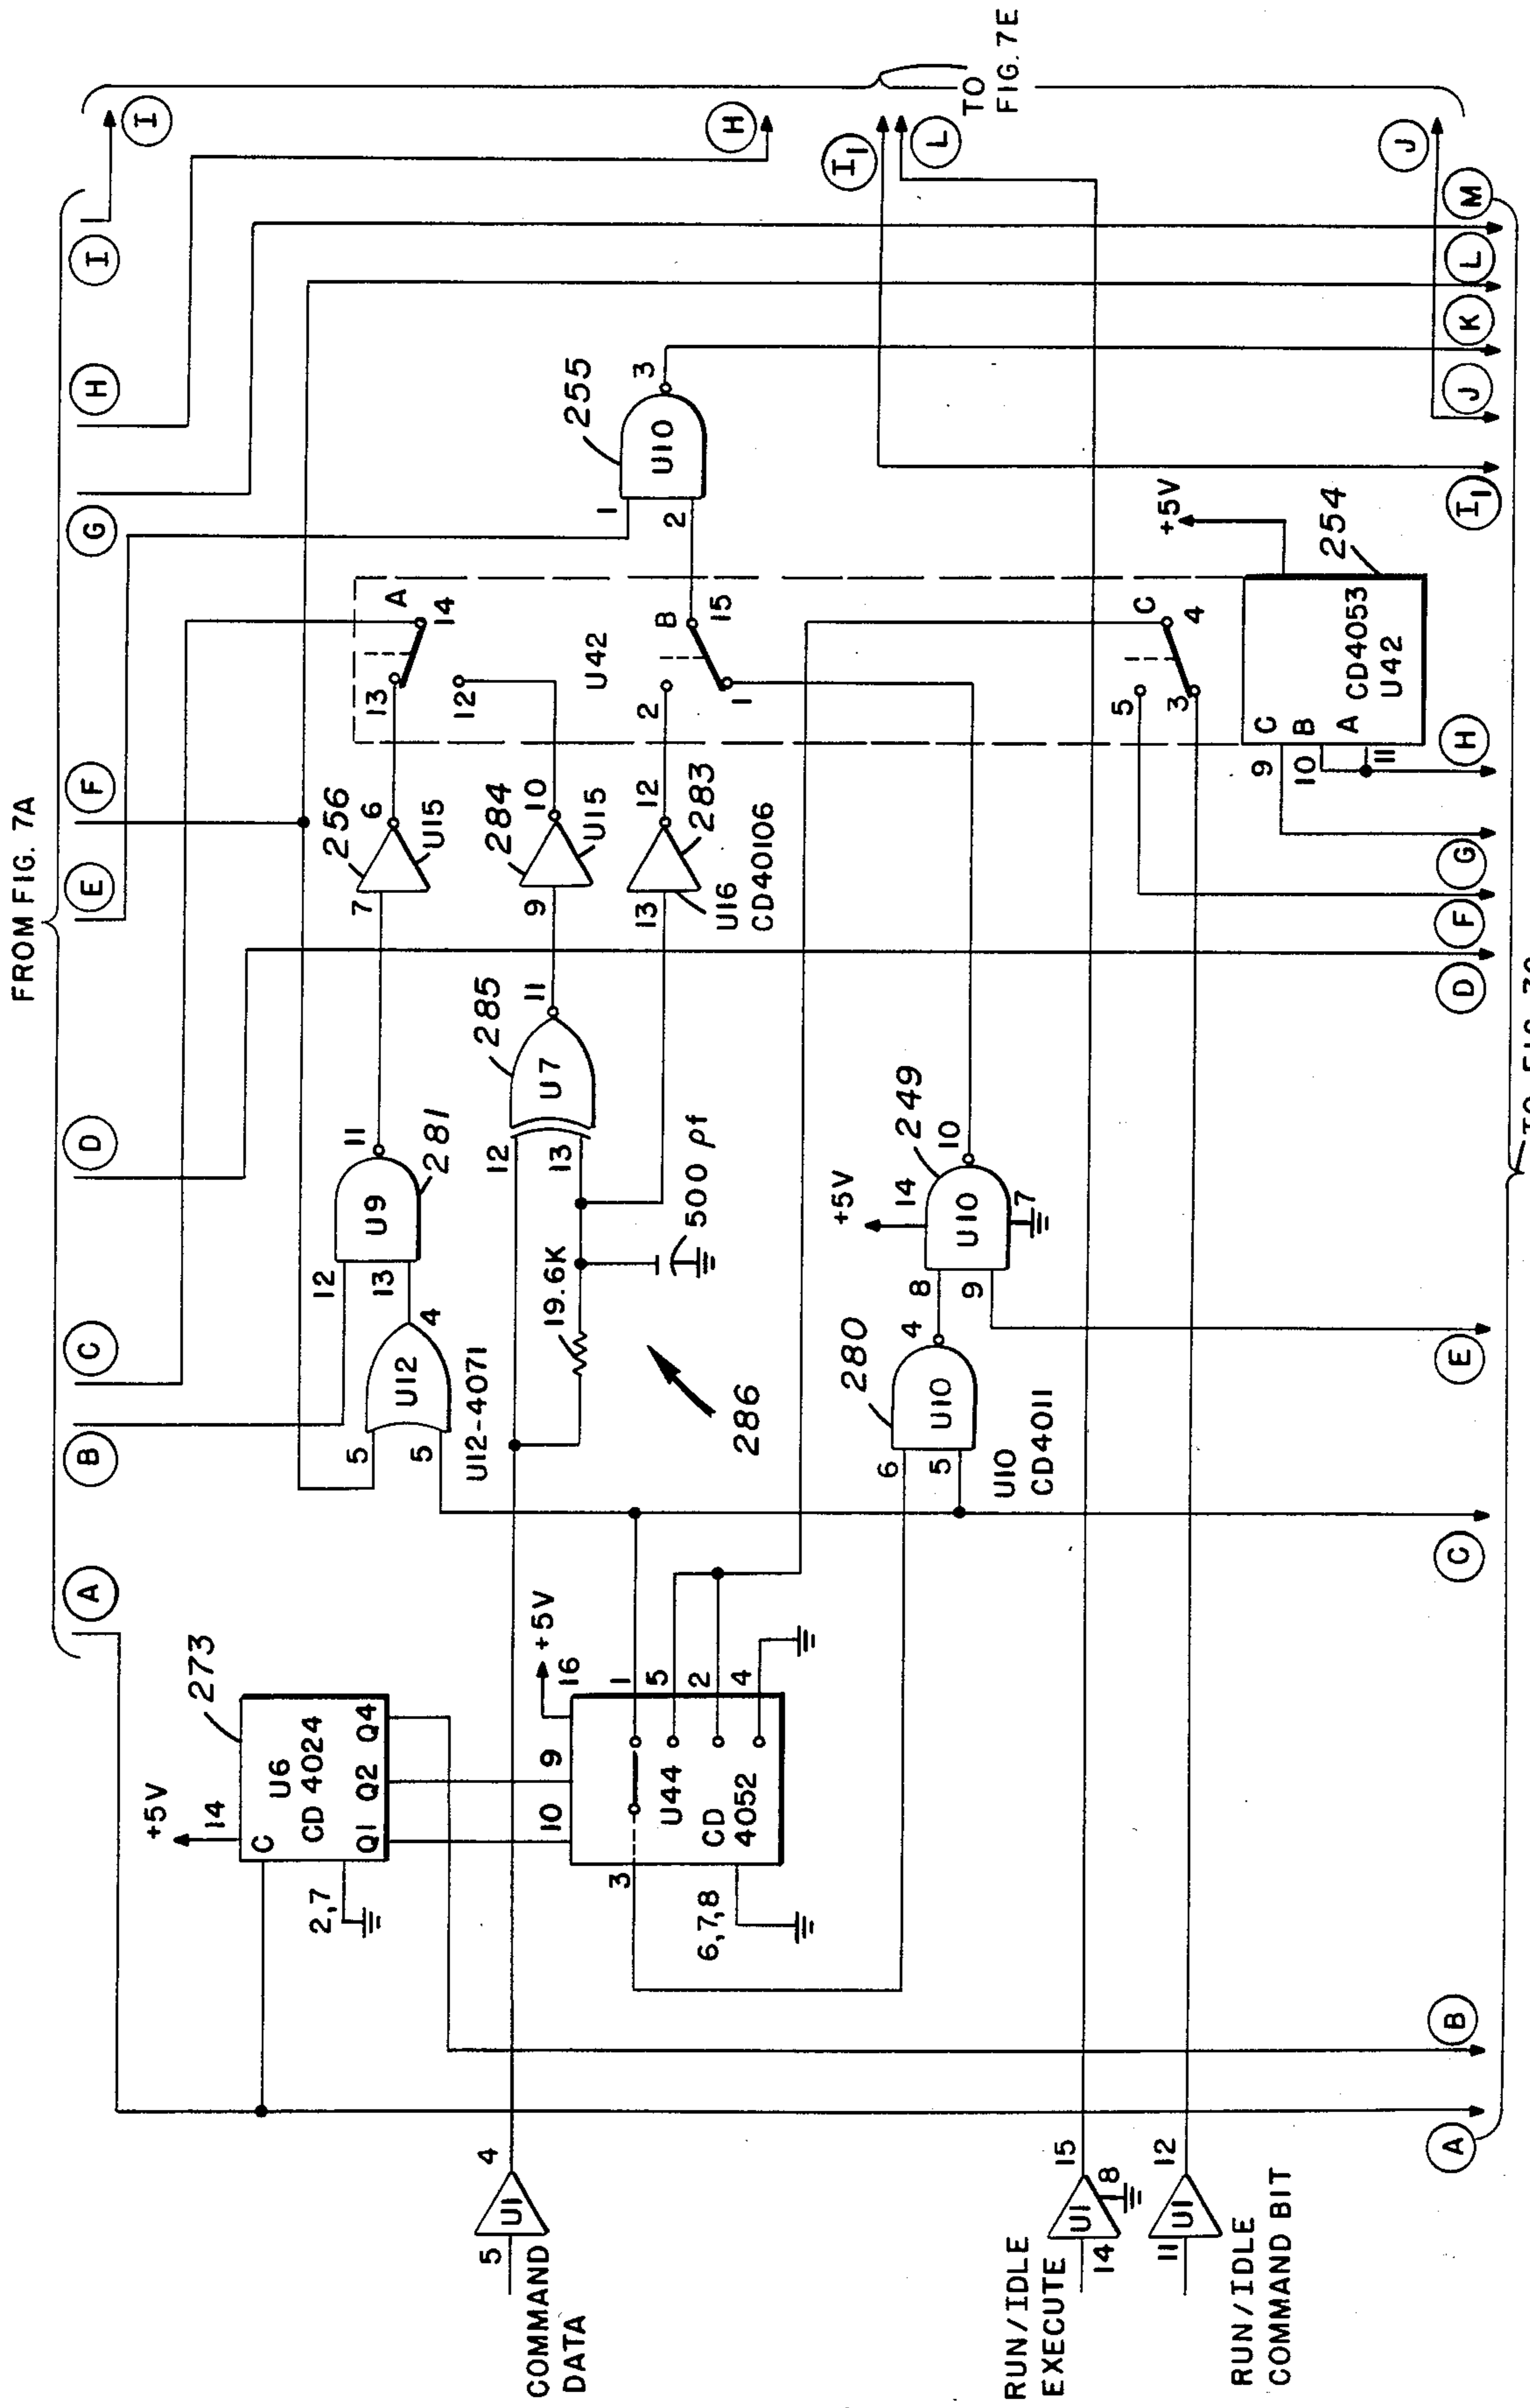 FROM FIG. 7A
A
B
C
D
E
F
G
H
I
I
H
TO
FIG. 7E
I1
L
J
273
+5V
14
C
U6
CD 4024
Q1 Q2 Q4
2,7
+5V
16
10 9
3
1
5
2
4
U44
CD
4052
6,7,8
5
5
U12
4
U12-4071
12
13
U9
11
281
7
256
6
U15
13
12
A
14
12
13
U7
11
285
9
284
10
U15
19.6K
500 pf
286
13
12
283
U16
CD40106
U42
2
1
B
15
1
2
U10
3
255
280
6
5
U10
4
U10
CD4011
+5V
14
8
9
U10
7
10
249
5
3
C
4
+5V
254
CD4053
U42
C
B
A
9
10
11
5
U1
4
COMMAND
DATA
RUN/IDLE
EXECUTE
14
U1
15
8
RUN/IDLE
COMMAND BIT
11
U1
12
A
B
C
E
D
F
G
H
I1
J
K
L
M